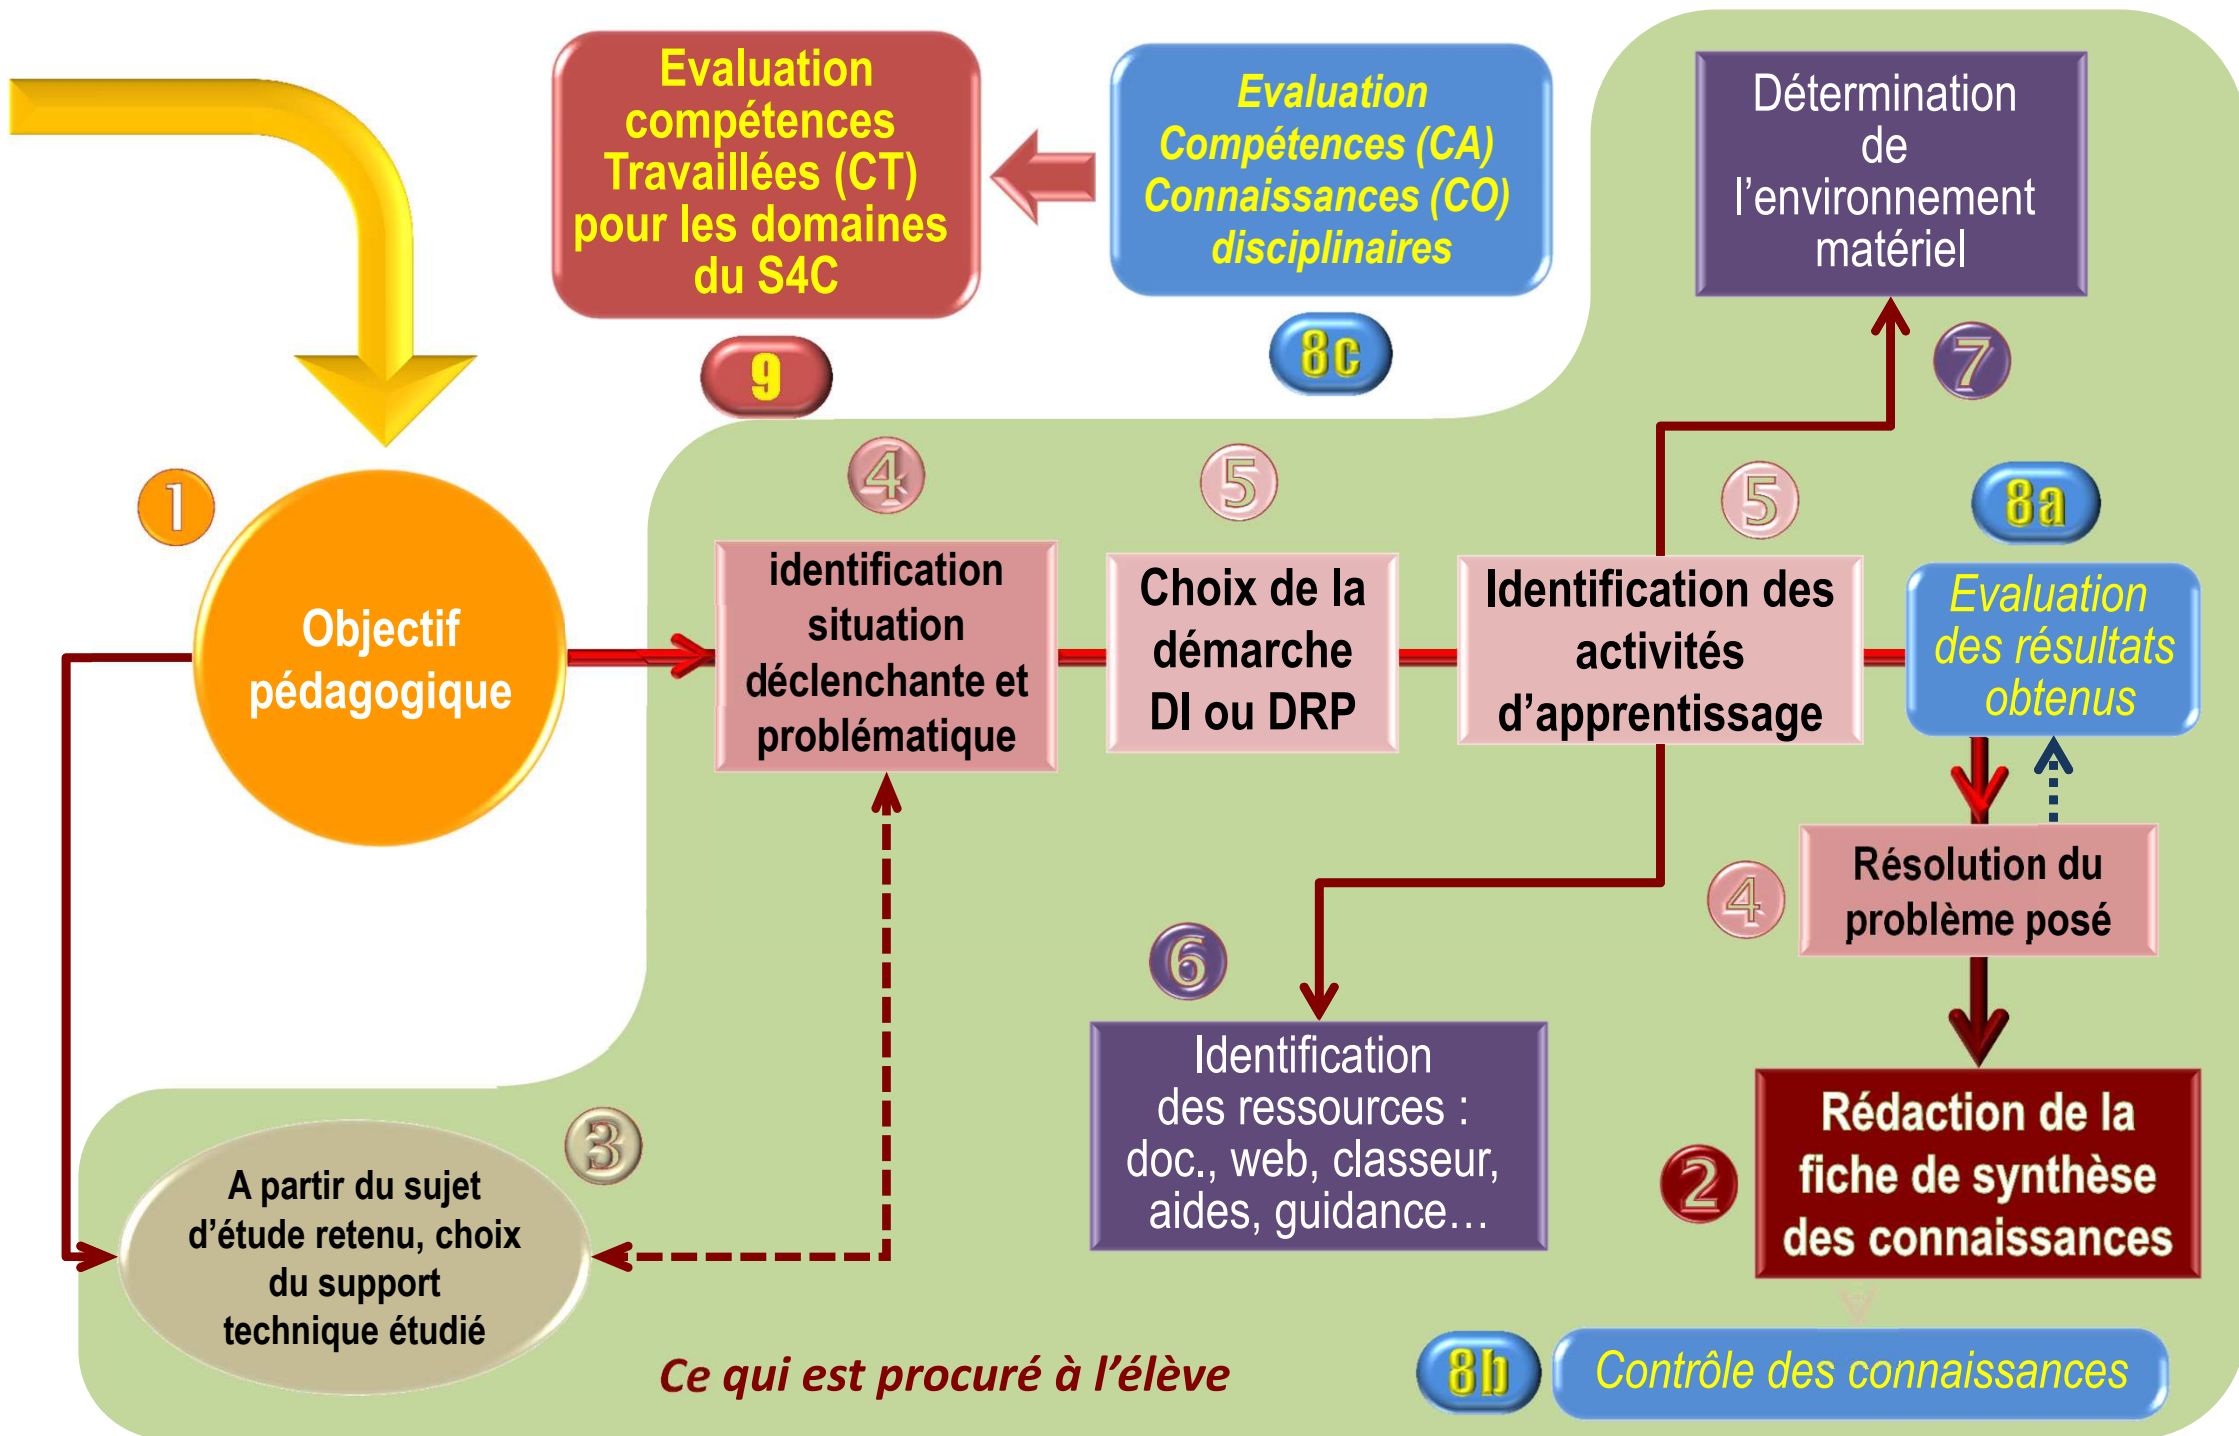 Evaluation
compétences
Travaillées (CT)
pour les domaines
du S4C
9
Evaluation
Compétences (CA)
Connaissances (CO)
disciplinaires
8c
Détermination
de
l’environnement
matériel
7
1
Objectif
pédagogique
4
identification
situation
déclenchante et
problématique
5
Choix de la
démarche
DI ou DRP
5
Identification des
activités
d’apprentissage
8a
Evaluation
des résultats
obtenus
4
Résolution du
problème posé
6
Identification
des ressources :
doc., web, classeur,
aides, guidance…
2
Rédaction de la
fiche de synthèse
des connaissances
3
A partir du sujet
d’étude retenu, choix
du support
technique étudié
Ce qui est procuré à l’élève
8b
Contrôle des connaissances